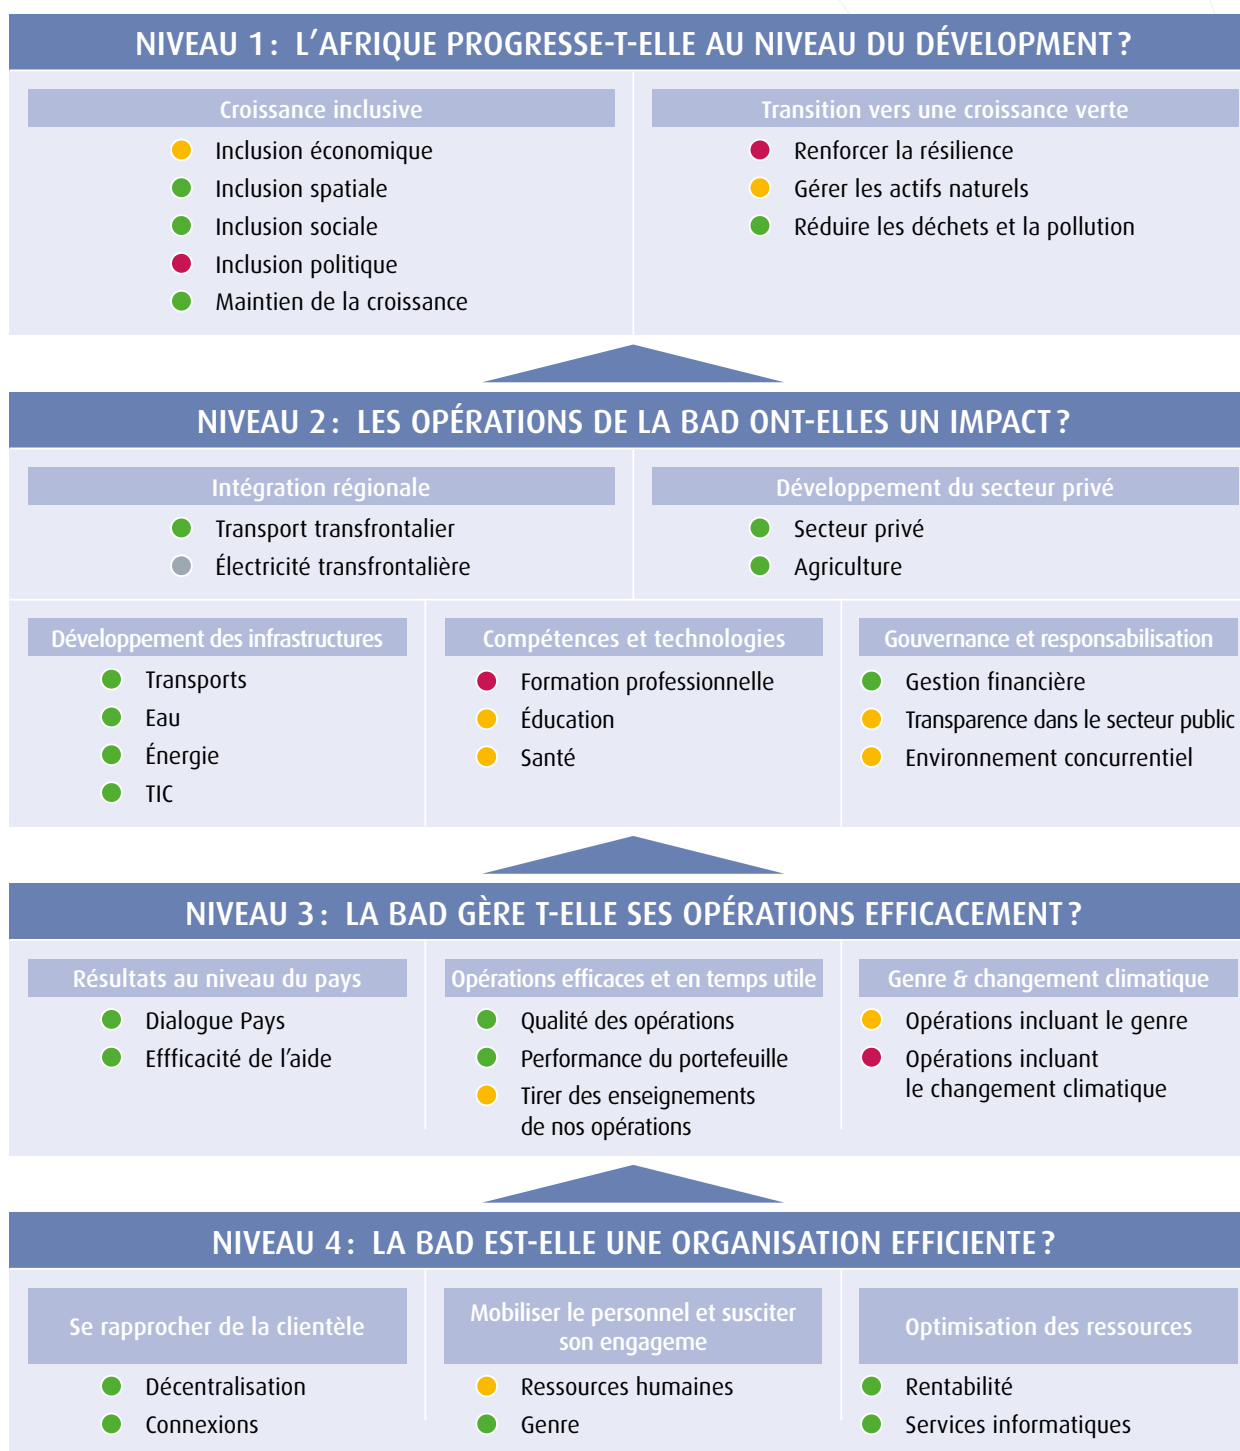 NIVEAU 1 : L’AFRIQUE PROGRESSE-T-ELLE AU NIVEAU DU DÉVELOPMENT ?
Croissance inclusive
Inclusion économique
Inclusion spatiale
Inclusion sociale
Inclusion politique
Maintien de la croissance
Transition vers une croissance verte
Renforcer la résilience
Gérer les actifs naturels
Réduire les déchets et la pollution
NIVEAU 2 : LES OPÉRATIONS DE LA BAD ONT-ELLES UN IMPACT ?
Intégration régionale
Transport transfrontalier
Électricité transfrontalière
Développement du secteur privé
Secteur privé
Agriculture
Développement des infrastructures
Transports
Eau
Énergie
TIC
Compétences et technologies
Formation professionnelle
Éducation
Santé
Gouvernance et responsabilisation
Gestion financière
Transparence dans le secteur public
Environnement concurrentiel
NIVEAU 3 : LA BAD GÈRE T-ELLE SES OPÉRATIONS EFFICACEMENT ?
Résultats au niveau du pays
Dialogue Pays
Effficacité de l’aide
Opérations efficaces et en temps utile
Qualité des opérations
Performance du portefeuille
Tirer des enseignements
de nos opérations
Genre & changement climatique
Opérations incluant le genre
Opérations incluant
le changement climatique
NIVEAU 4 : LA BAD EST-ELLE UNE ORGANISATION EFFICIENTE ?
Se rapprocher de la clientèle
Décentralisation
Connexions
Mobiliser le personnel et susciter
son engageme
Ressources humaines
Genre
Optimisation des ressources
Rentabilité
Services informatiques